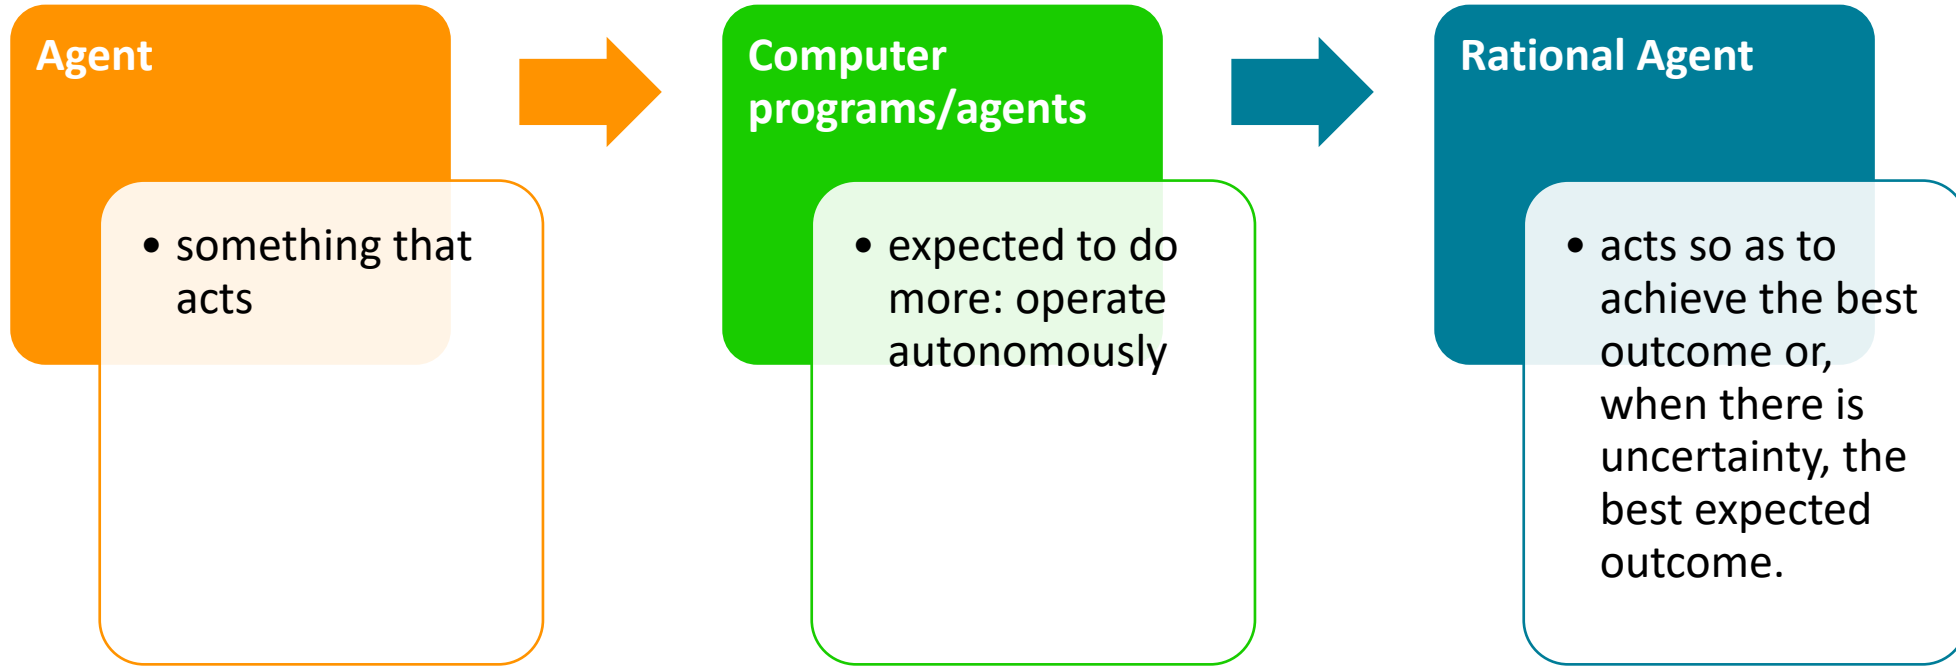 Agent
• something that
acts
Computer
programs/agents
• expected to do
more: operate
autonomously
Rational Agent
• acts so as to
achieve the best
outcome or,
when there is
uncertainty, the
best expected
outcome.